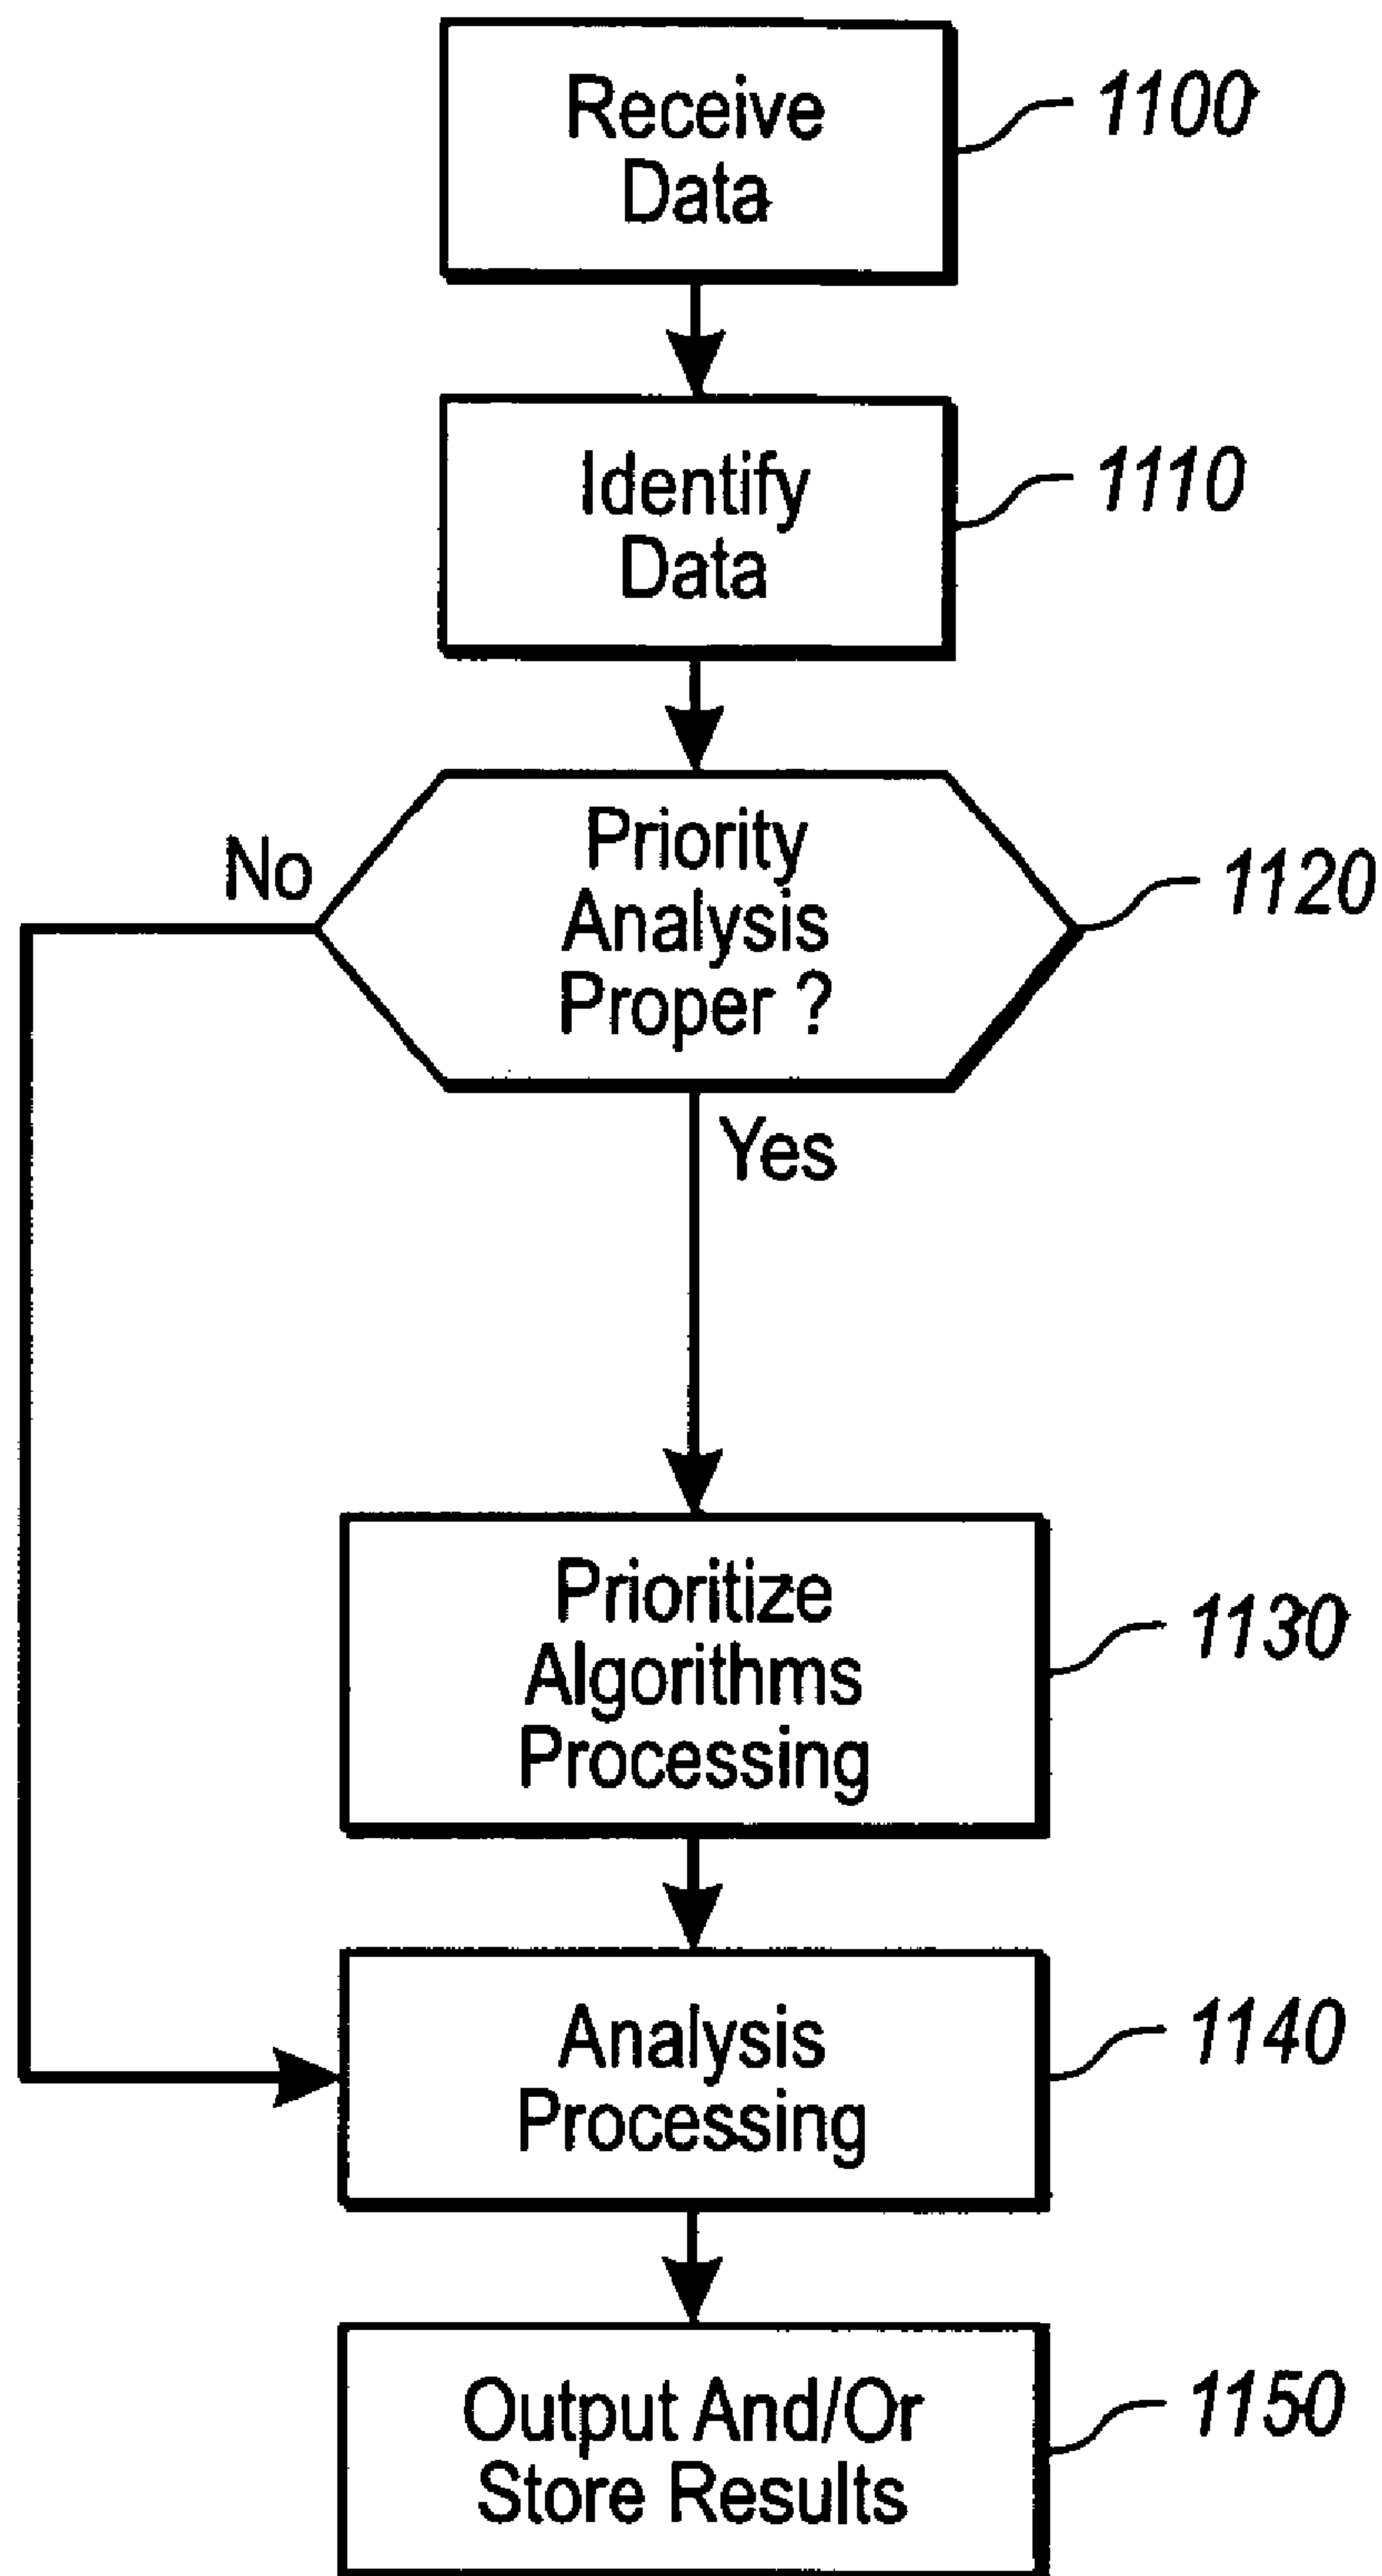 Receive
Data
1100
Identify
Data
1110
Priority
Analysis
Proper ?
No
1120
Yes
Prioritize
Algorithms
Processing
1130
Analysis
Processing
1140
Output And/Or
Store Results
1150